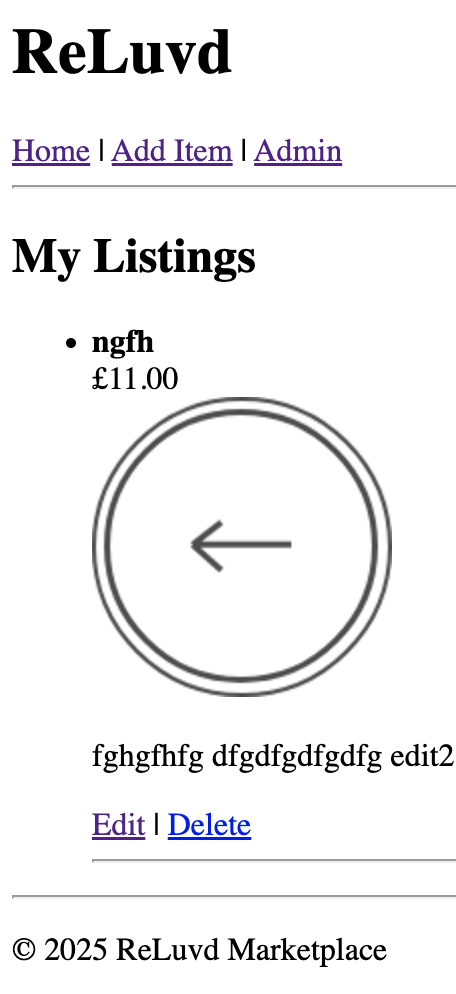 ReLuvd
Home | Add Item | Admin
My Listings
• ngfh
£11.00
fghgfhfg dfgdfgdfgdfg edit2
Edit | Delete
© 2025 ReLuvd Marketplace